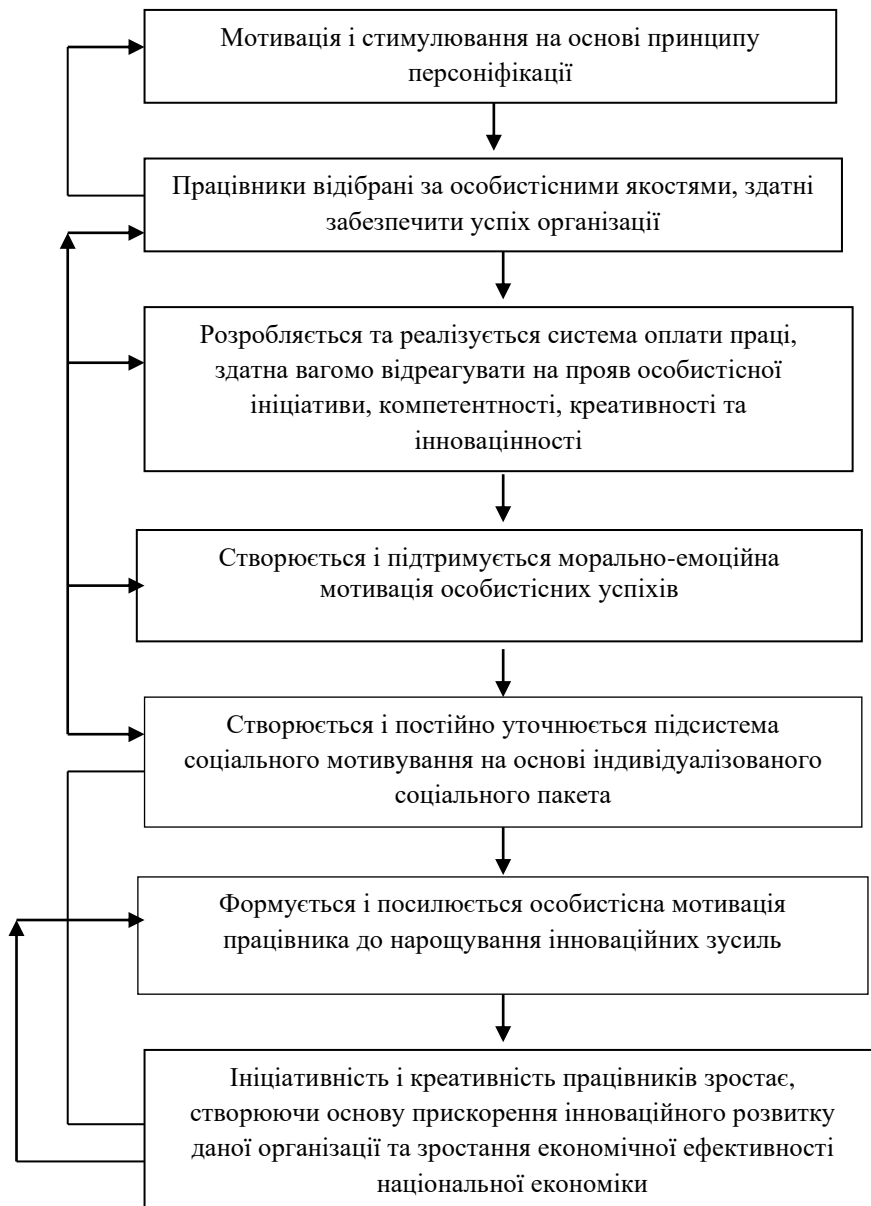 Мотивація і стимулювання на основі принципу
персоніфікації
Працівники відібрані за особистісними якостями, здатні
забезпечити успіх організації
Розробляється та реалізується система оплати праці,
здатна вагомо відреагувати на прояв особистісної
ініціативи, компетентності, креативності та
інновацінності
Створюється і підтримується морально-емоційна
мотивація особистісних успіхів
Створюється і постійно уточнюється підсистема
соціального мотивування на основі індивідуалізованого
соціального пакета
Формується і посилюється особистісна мотивація
працівника до нарощування інноваційних зусиль
Ініціативність і креативність працівників зростає,
створюючи основу прискорення інноваційного розвитку
даної організації та зростання економічної ефективності
національної економіки